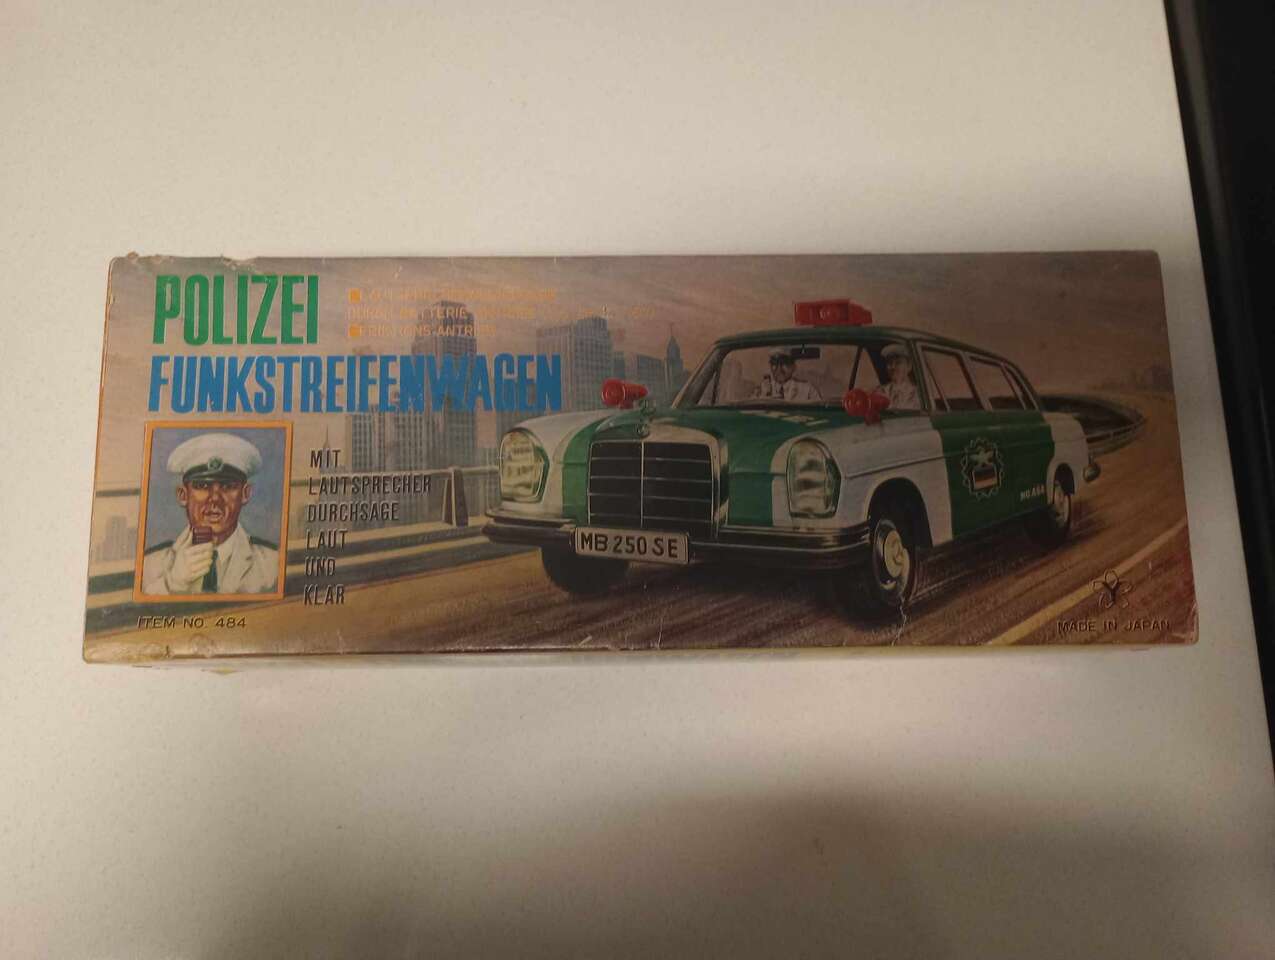 POLIZEI
FUNKSTREIFENWAGEN
MIT
LAUTSPRECHER
DURCHSAGE
LAUT
UND
KLAR
ITEM NO. 484
MB 250 SE
MADE IN JAPAN